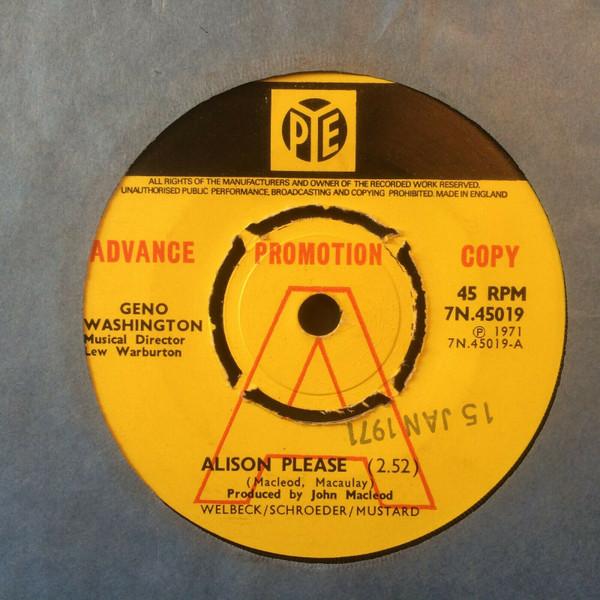 PYE
ALL RIGHTS OF THE MANUFACTURERS AND OWNER OF THE RECORDED WORK RESERVED.
UNAUTHORISED PUBLIC PERFORMANCE, BROADCASTING AND COPYING PROHIBITED. MADE IN ENGLAND
ADVANCE PROMOTION COPY
45 RPM
7N.45019
Ⓟ 1971
7N.45019-A
GENO
WASHINGTON
Musical Director
Lew Warburton
A
15 JAN 1971
ALISON PLEASE (2.52)
(Macleod, Macaulay)
Produced by John Macleod
WELBECK/SCHROEDER/MUSTARD